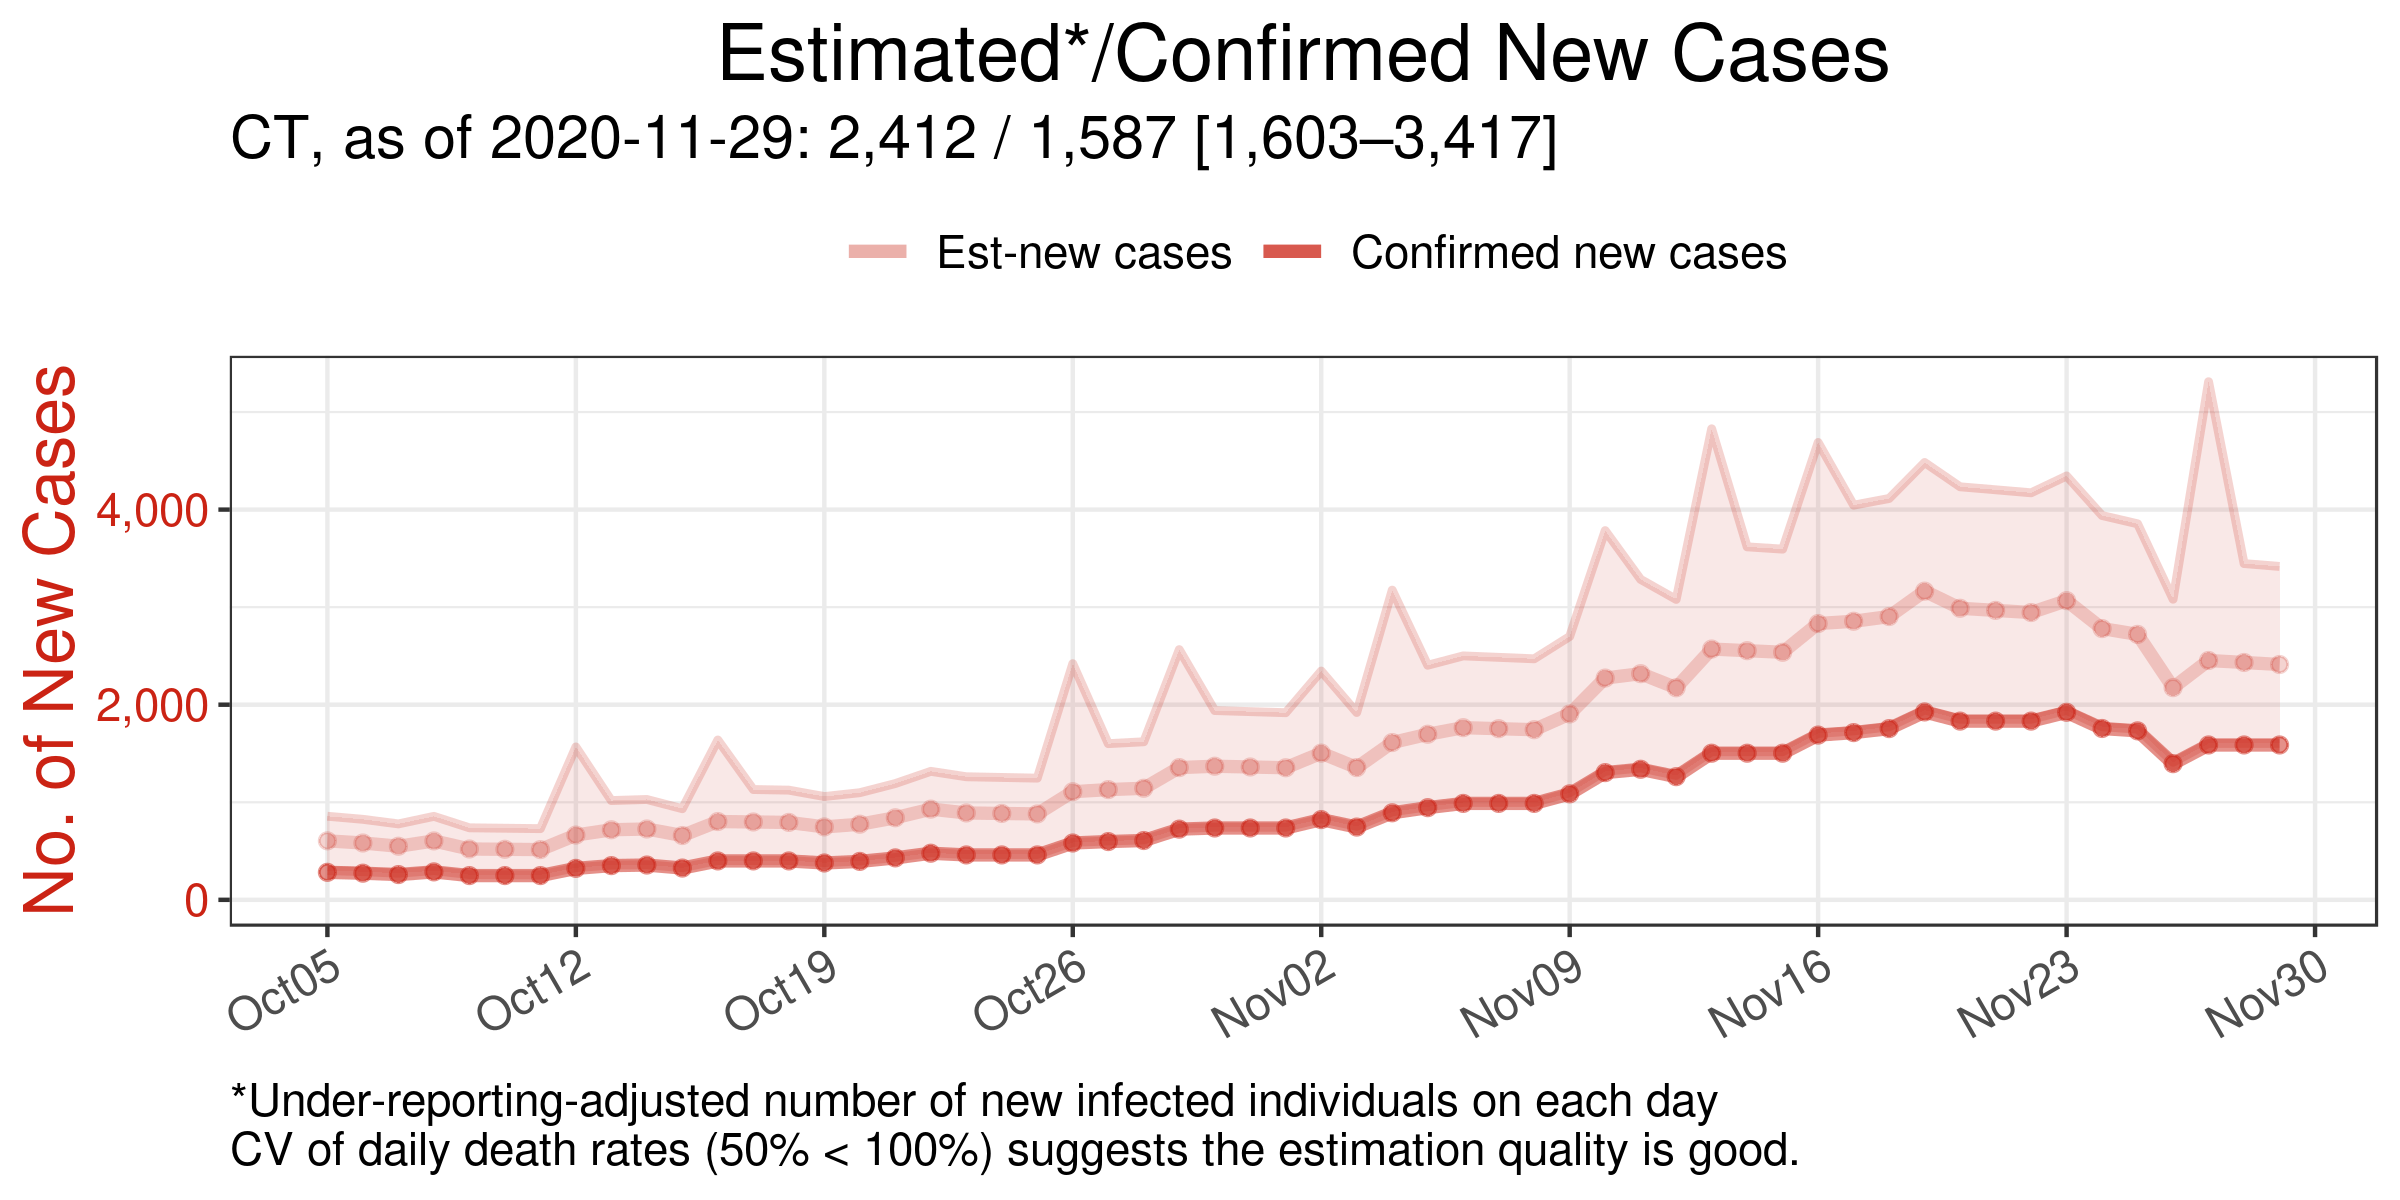 Estimated*/Confirmed New Cases
CT, as of 2020-11-29: 2,412 / 1,587 [1,603–3,417]
Est-new cases
Confirmed new cases
No. of New Cases
4,000
2,000
0
Oct05
Oct12
Oct19
Oct26
Nov02
Nov09
Nov16
Nov23
Nov30
*Under-reporting-adjusted number of new infected individuals on each day
CV of daily death rates (50% < 100%) suggests the estimation quality is good.